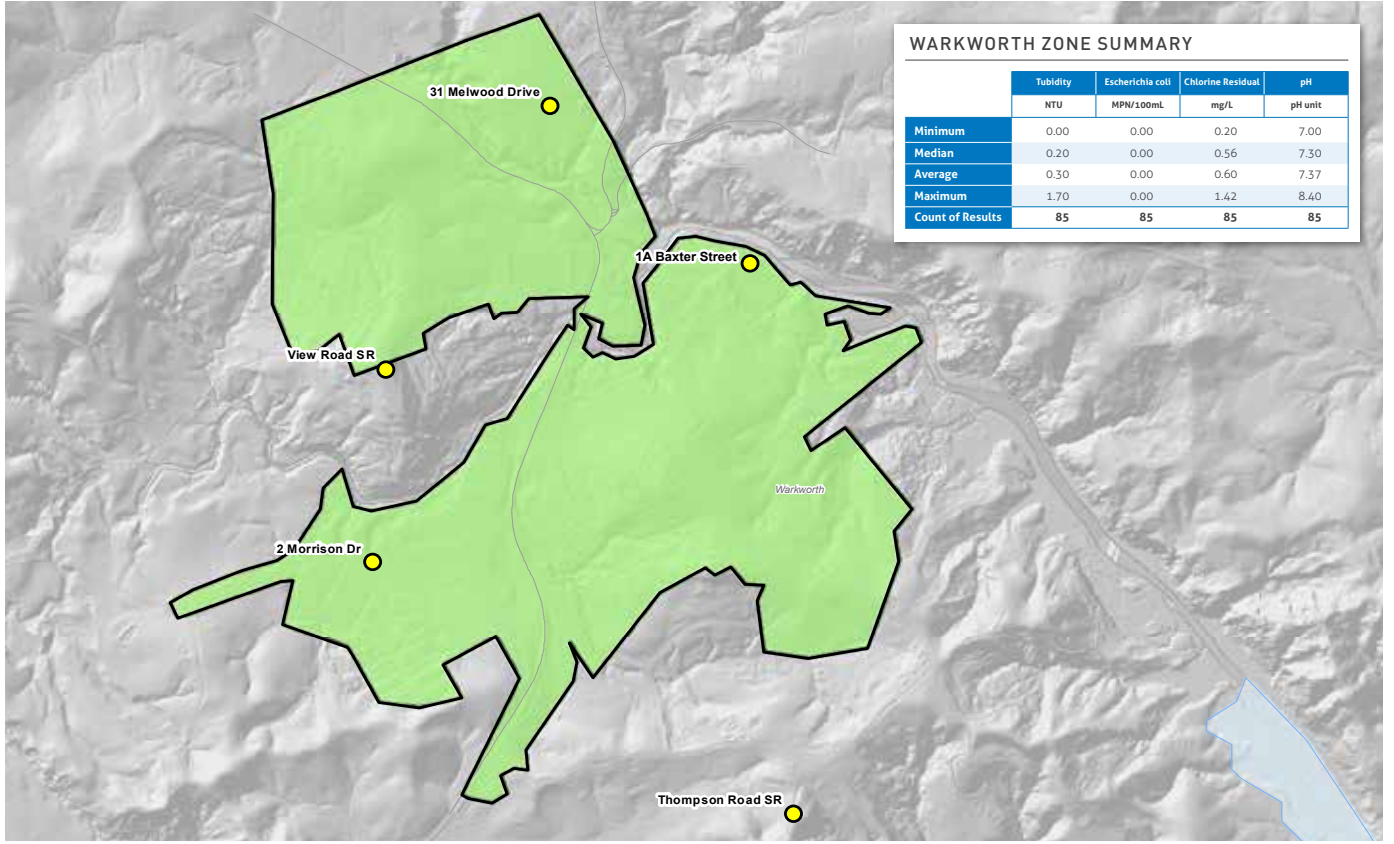 WARKWORTH ZONE SUMMARY
Tubidity Escherichia coli Chlorine Residual pH
NTU MPN/100mL mg/L pH unit
Minimum 0.00 0.00 0.20 7.00
Median 0.20 0.00 0.56 7.30
Average 0.30 0.00 0.60 7.37
Maximum 1.70 0.00 1.42 8.40
Count of Results 85 85 85 85
31 Melwood Drive
1A Baxter Street
View Road SR
Warkworth
2 Morrison Dr
Thompson Road SR